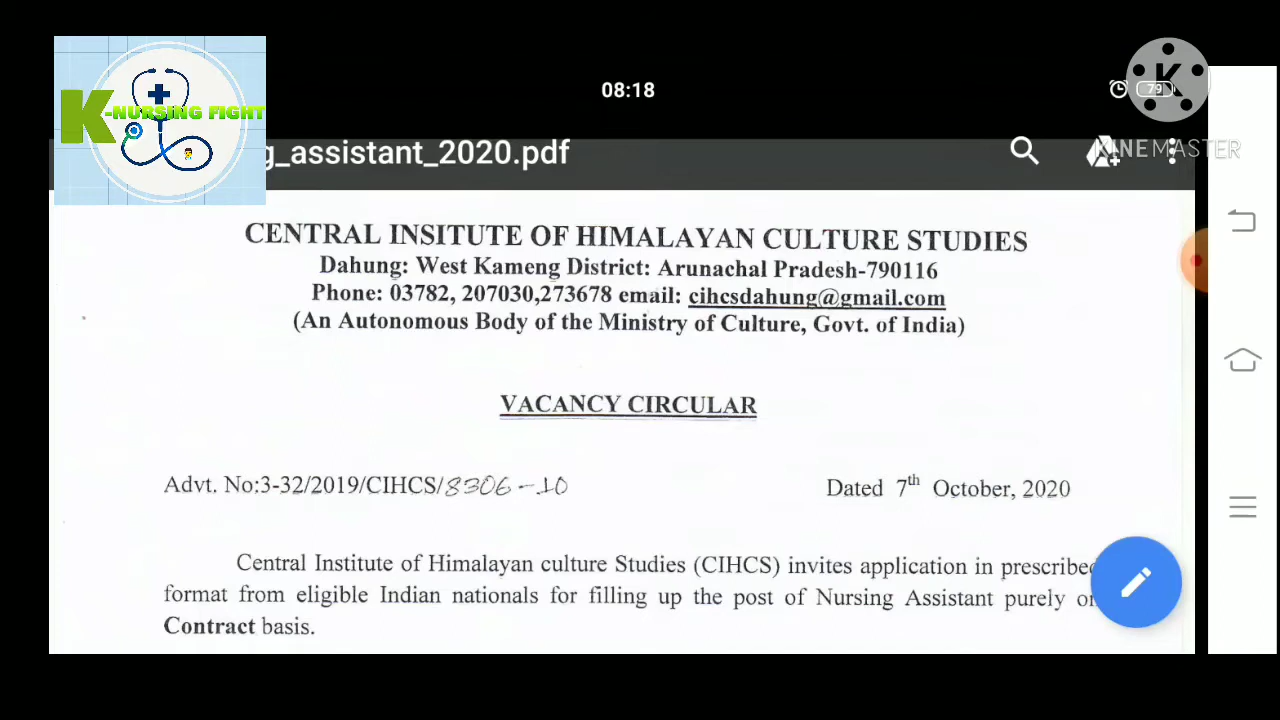 08:18
79
K
KINEMASTER
K-NURSING FIGHT
g_assistant_2020.pdf
CENTRAL INSITUTE OF HIMALAYAN CULTURE STUDIES
Dahung: West Kameng District: Arunachal Pradesh-790116
Phone: 03782, 207030,273678 email: cihcsdahung@gmail.com
(An Autonomous Body of the Ministry of Culture, Govt. of India)
VACANCY CIRCULAR
Advt. No:3-32/2019/CIHCS/8306-10
Dated 7th October, 2020
Central Institute of Himalayan culture Studies (CIHCS) invites application in prescribed
format from eligible Indian nationals for filling up the post of Nursing Assistant purely on
Contract basis.